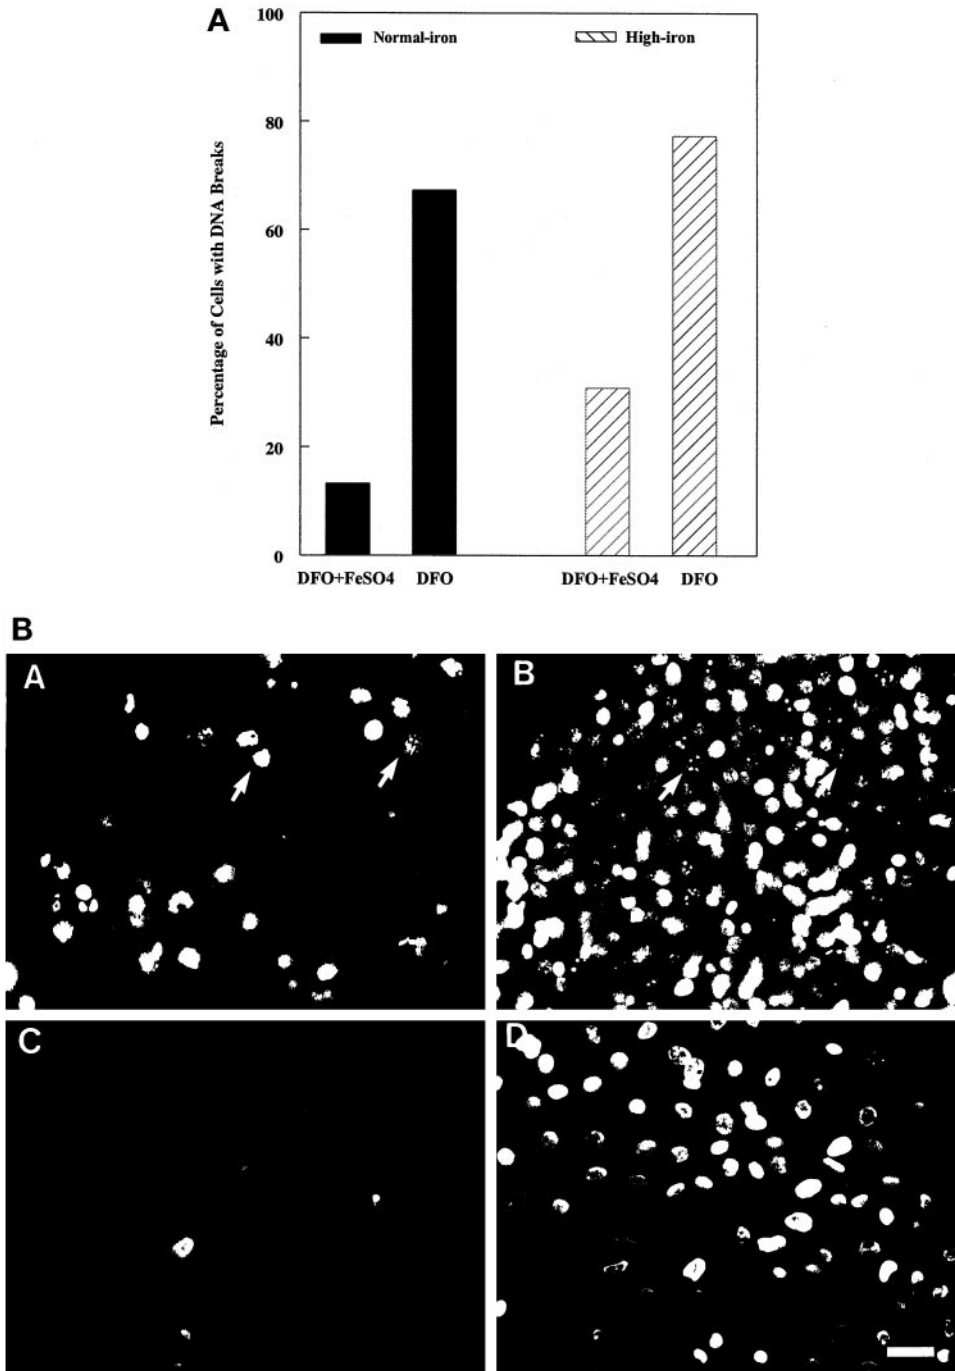 A
100
Normal-iron High-iron
80
60
40
20
0
Percentage of Cells with DNA Breaks
DFO+FeSO4 DFO DFO+FeSO4 DFO
B
A B
C D